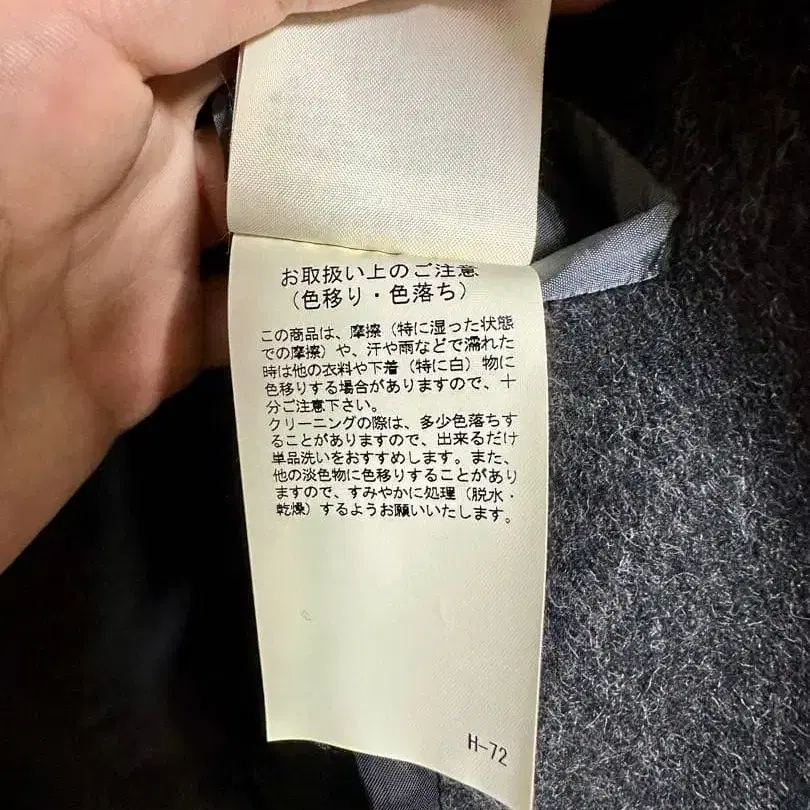 お取扱い上のご注意
(色移り・色落ち)
この商品は、摩擦(特に湿った状態
での摩擦)や、汗や雨などで濡れた
時は他の衣料や下着(特に白)物に
色移りする場合がありますので、十
分ご注意下さい。
クリーニングの際は、多少色落ちす
ることがありますので、出来るだけ
単品洗いをおすすめします。また、
他の淡色物に色移りすることがあり
ますので、すみやかに処理(脱水・
乾燥)するようお願いいたします。
H-72